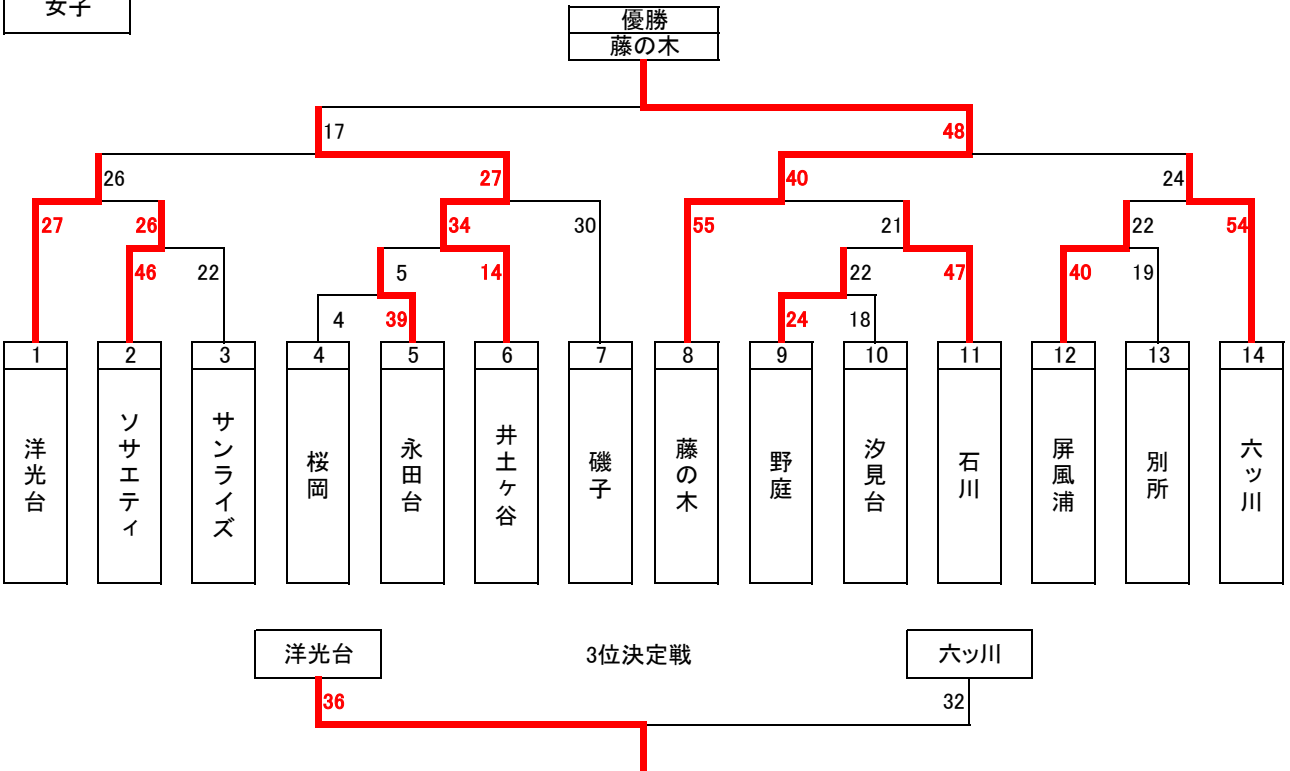 女子
優勝
藤の木
17 48
26 27 40 24
27 26 34 30 55 21 22 54
46 22 5 14 22 47 40 19
4 39 24 18
1 2 3 4 5 6 7 8 9 10 11 12 13 14
洋光台
ソサエティ
サンライズ
桜岡
永田台
井土ヶ谷
磯子
藤の木
野庭
汐見台
石川
屏風浦
別所
六ッ川
洋光台 3位決定戦 六ッ川
36 32